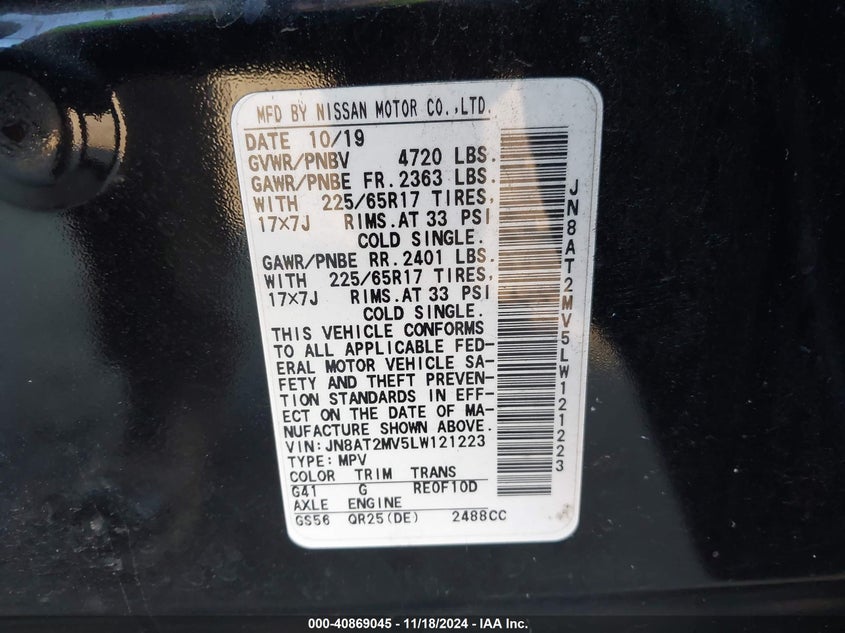 MFD BY NISSAN MOTOR CO.,LTD.
DATE 10/19
GVWR/PNBV 4720 LBS.
GAWR/PNBE FR.2363 LBS.
WITH 225/65R17 TIRES,
17×7J RIMS.AT 33 PSI
COLD SINGLE.
GAWR/PNBE RR.2401 LBS.
WITH 225/65R17 TIRES,
17×7J RIMS.AT 33 PSI
COLD SINGLE.
THIS VEHICLE CONFORMS
TO ALL APPLICABLE FED-
ERAL MOTOR VEHICLE SA-
FETY AND THEFT PREVEN-
TION STANDARDS IN EFF-
ECT ON THE DATE OF MA-
NUFACTURE SHOWN ABOVE.
VIN:JN8AT2MV5LW121223
TYPE:MPV
COLOR TRIM TRANS
G41 G RE0F10D
AXLE ENGINE
GS56 QR25(DE) 2488CC
JN8AT2MV5LW121223
000-40869045 - 11/18/2024 - IAA Inc.